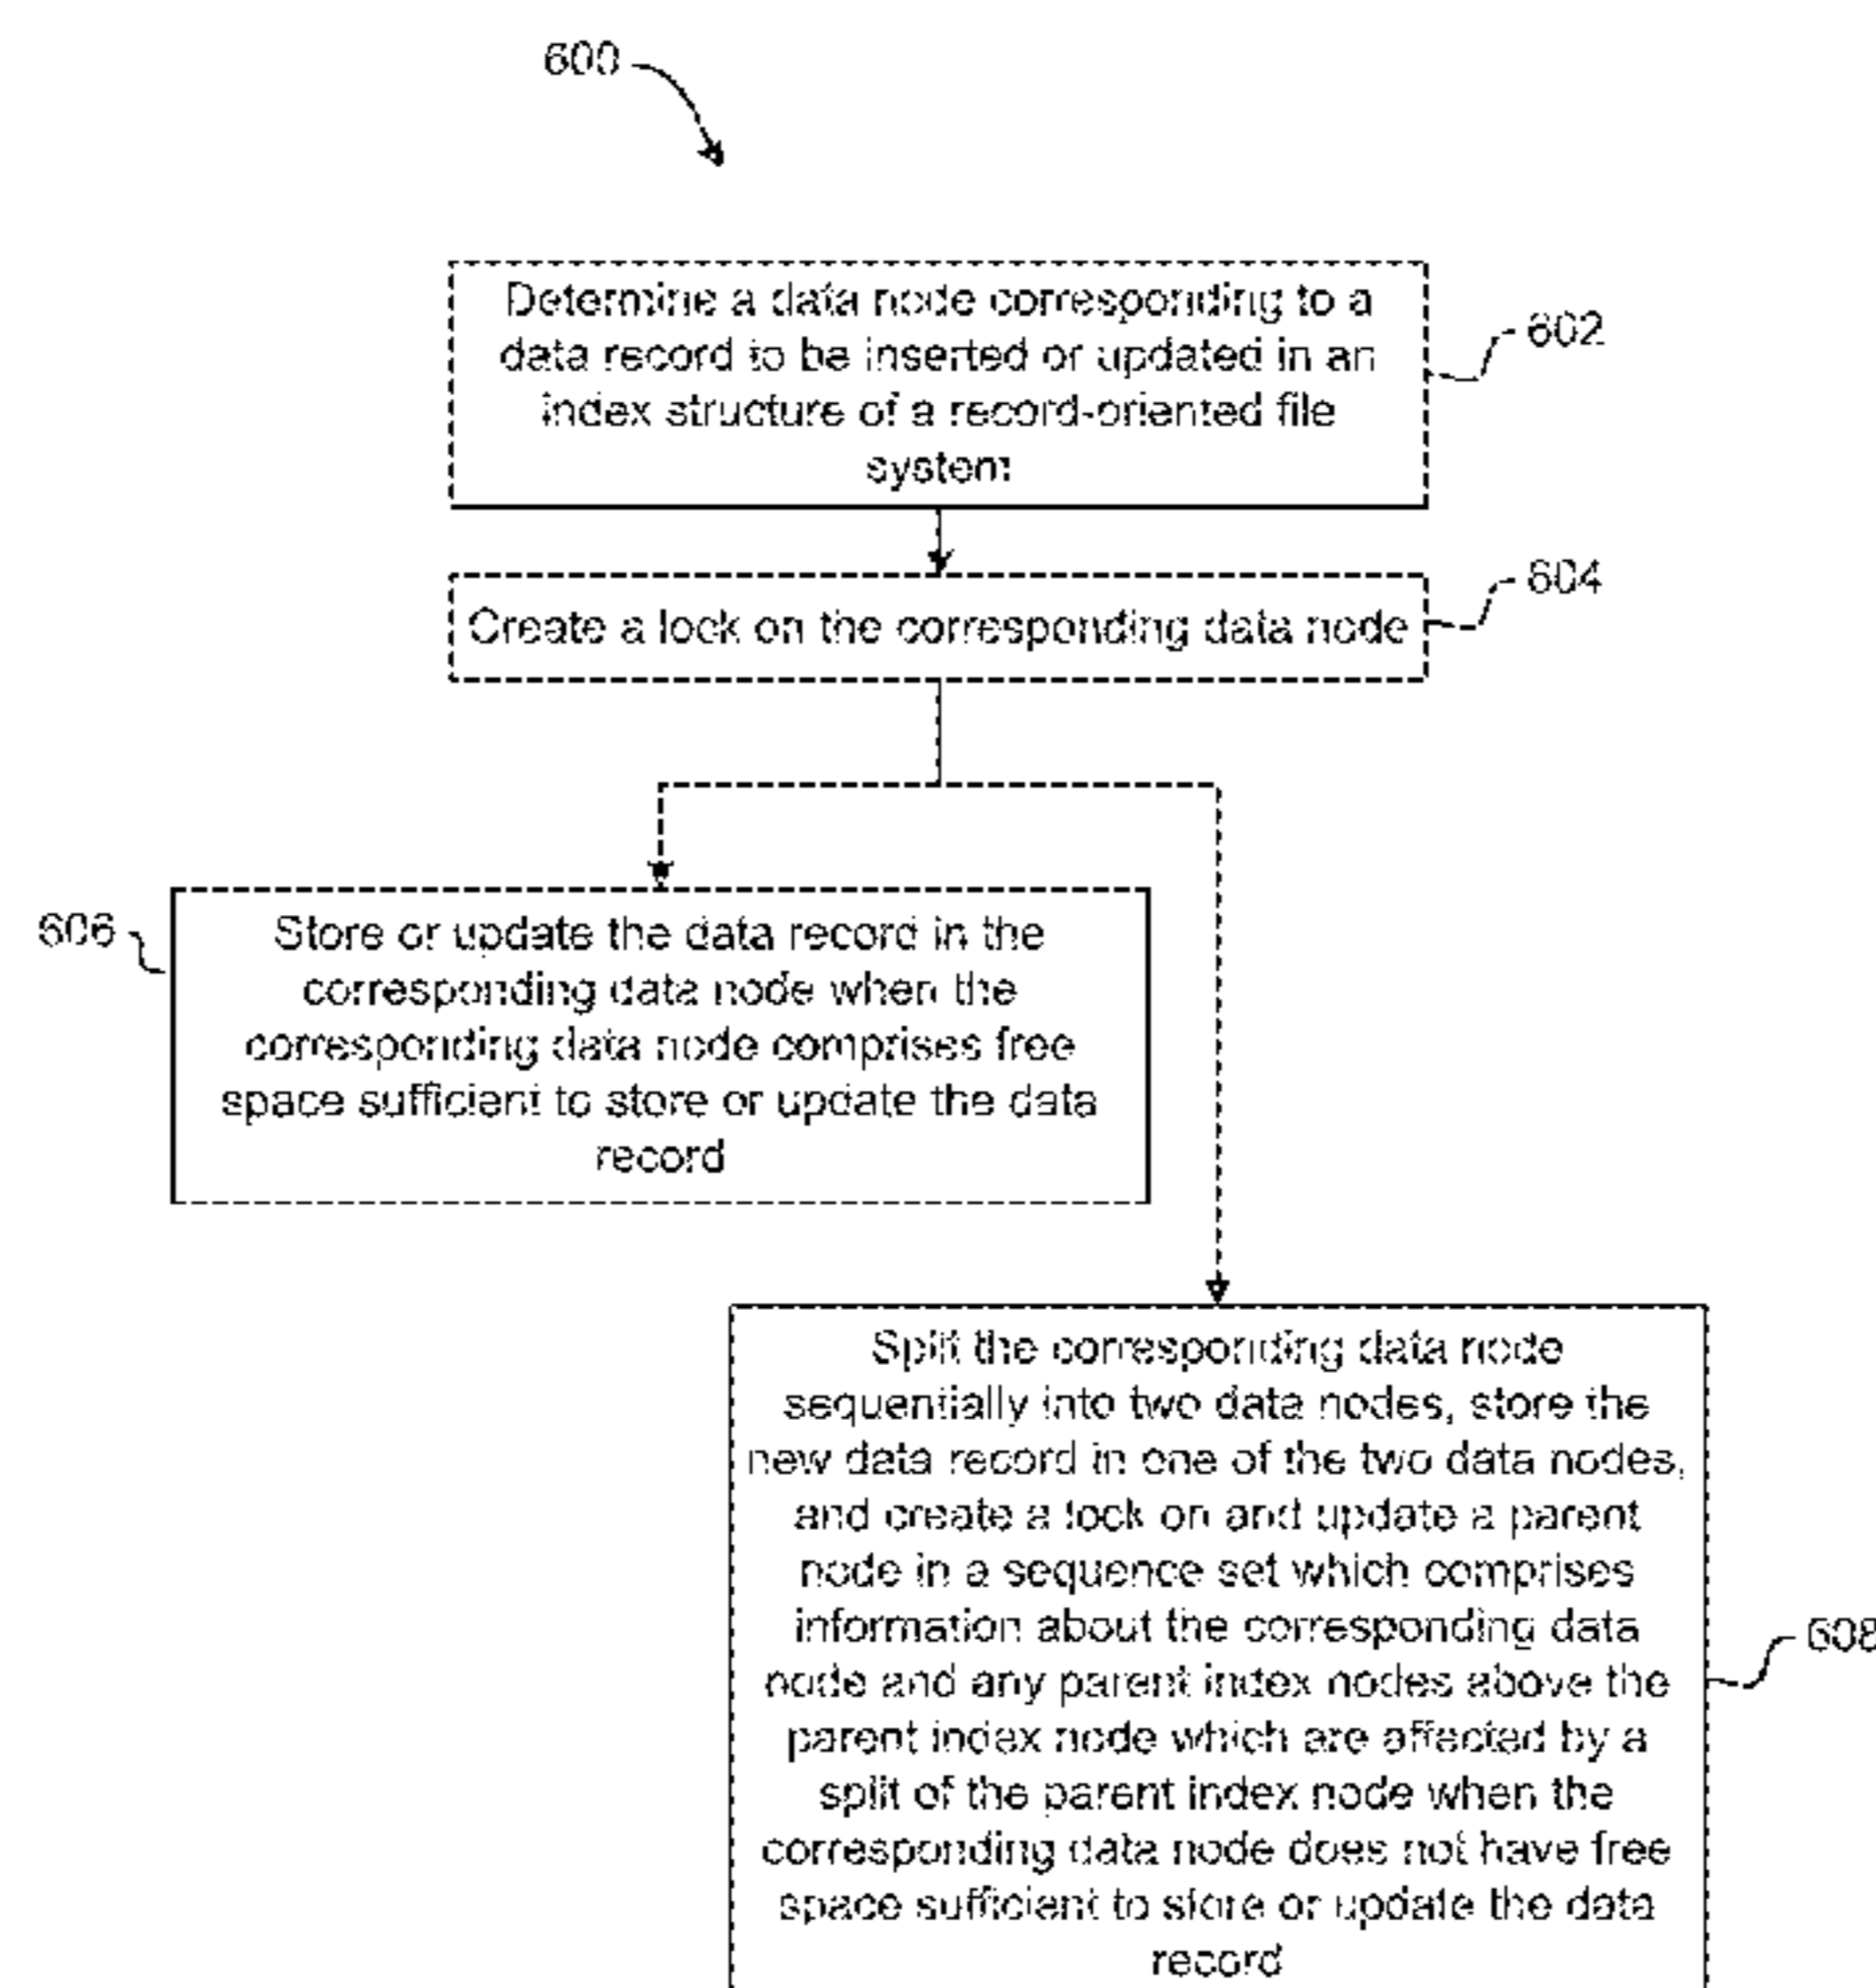 600
Determine a data node corresponding to a
data record to be inserted or updated in an
index structure of a record-oriented file
system
602
Create a lock on the corresponding data node
604
606
Store or update the data record in the
corresponding data node when the
corresponding data node comprises free
space sufficient to store or update the data
record
Split the corresponding data node
sequentially into two data nodes, store the
new data record in one of the two data nodes,
and create a lock on and update a parent
node in a sequence set which comprises
information about the corresponding data
node and any parent index nodes above the
parent index node which are affected by a
split of the parent index node when the
corresponding data node does not have free
space sufficient to store or update the data
record
608